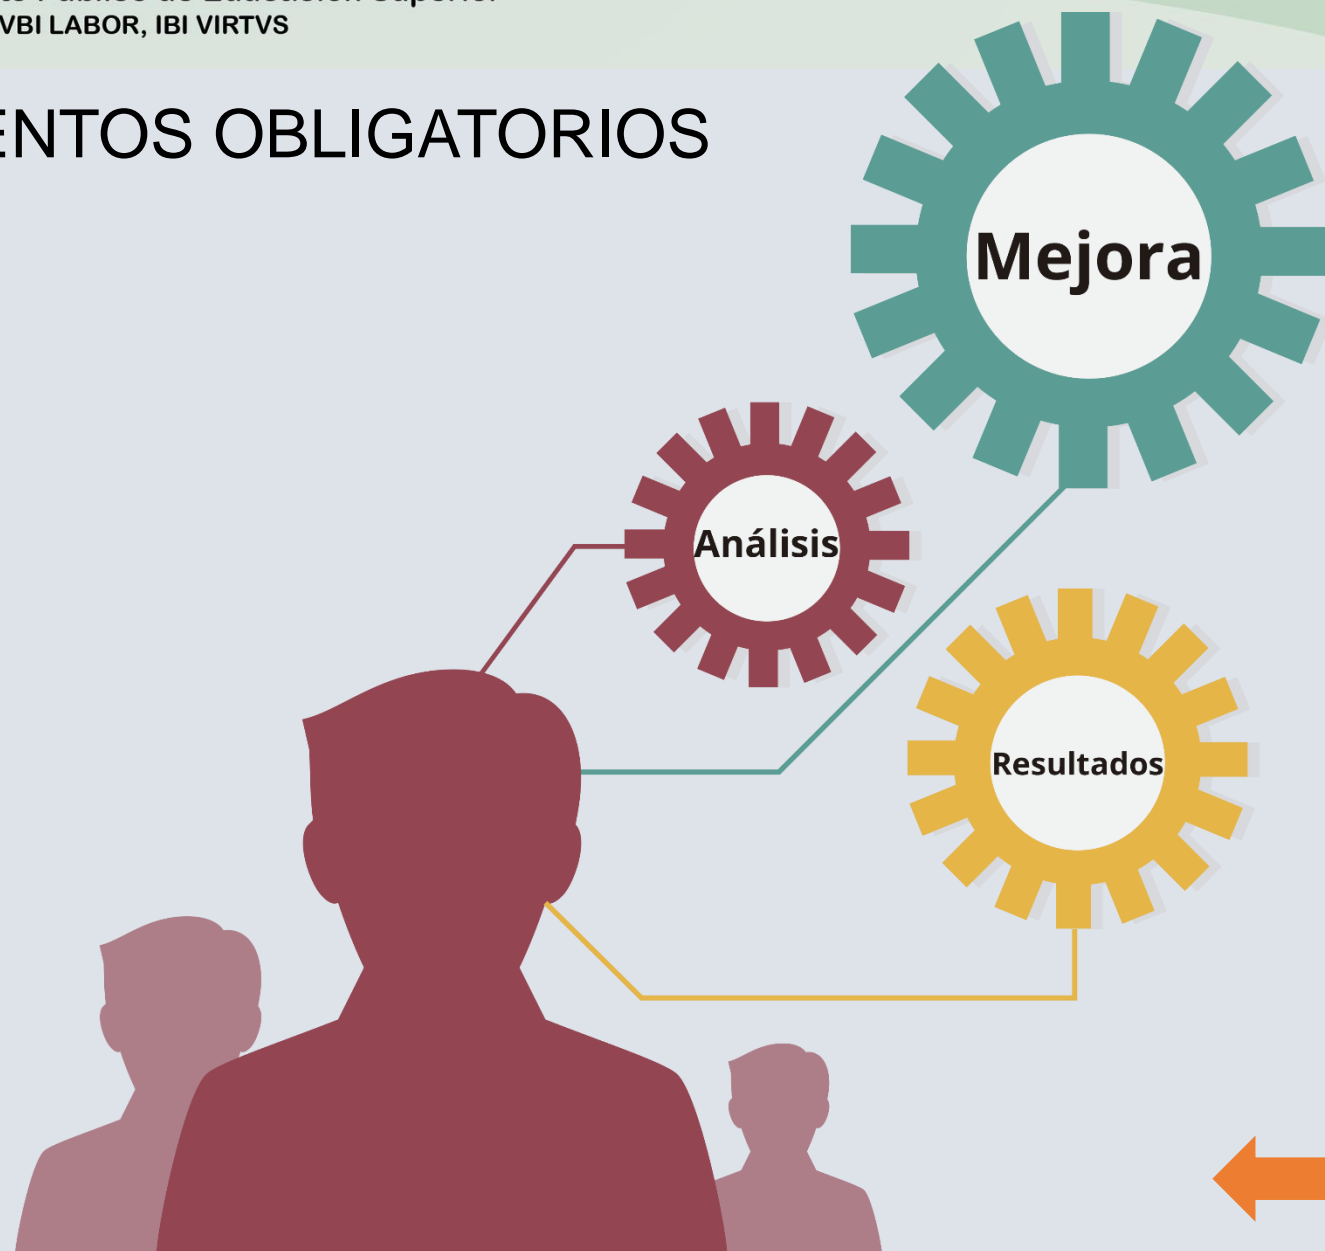 VBI LABOR, IBI VIRTVS
ENTOS OBLIGATORIOS
Mejora
Análisis
Resultados